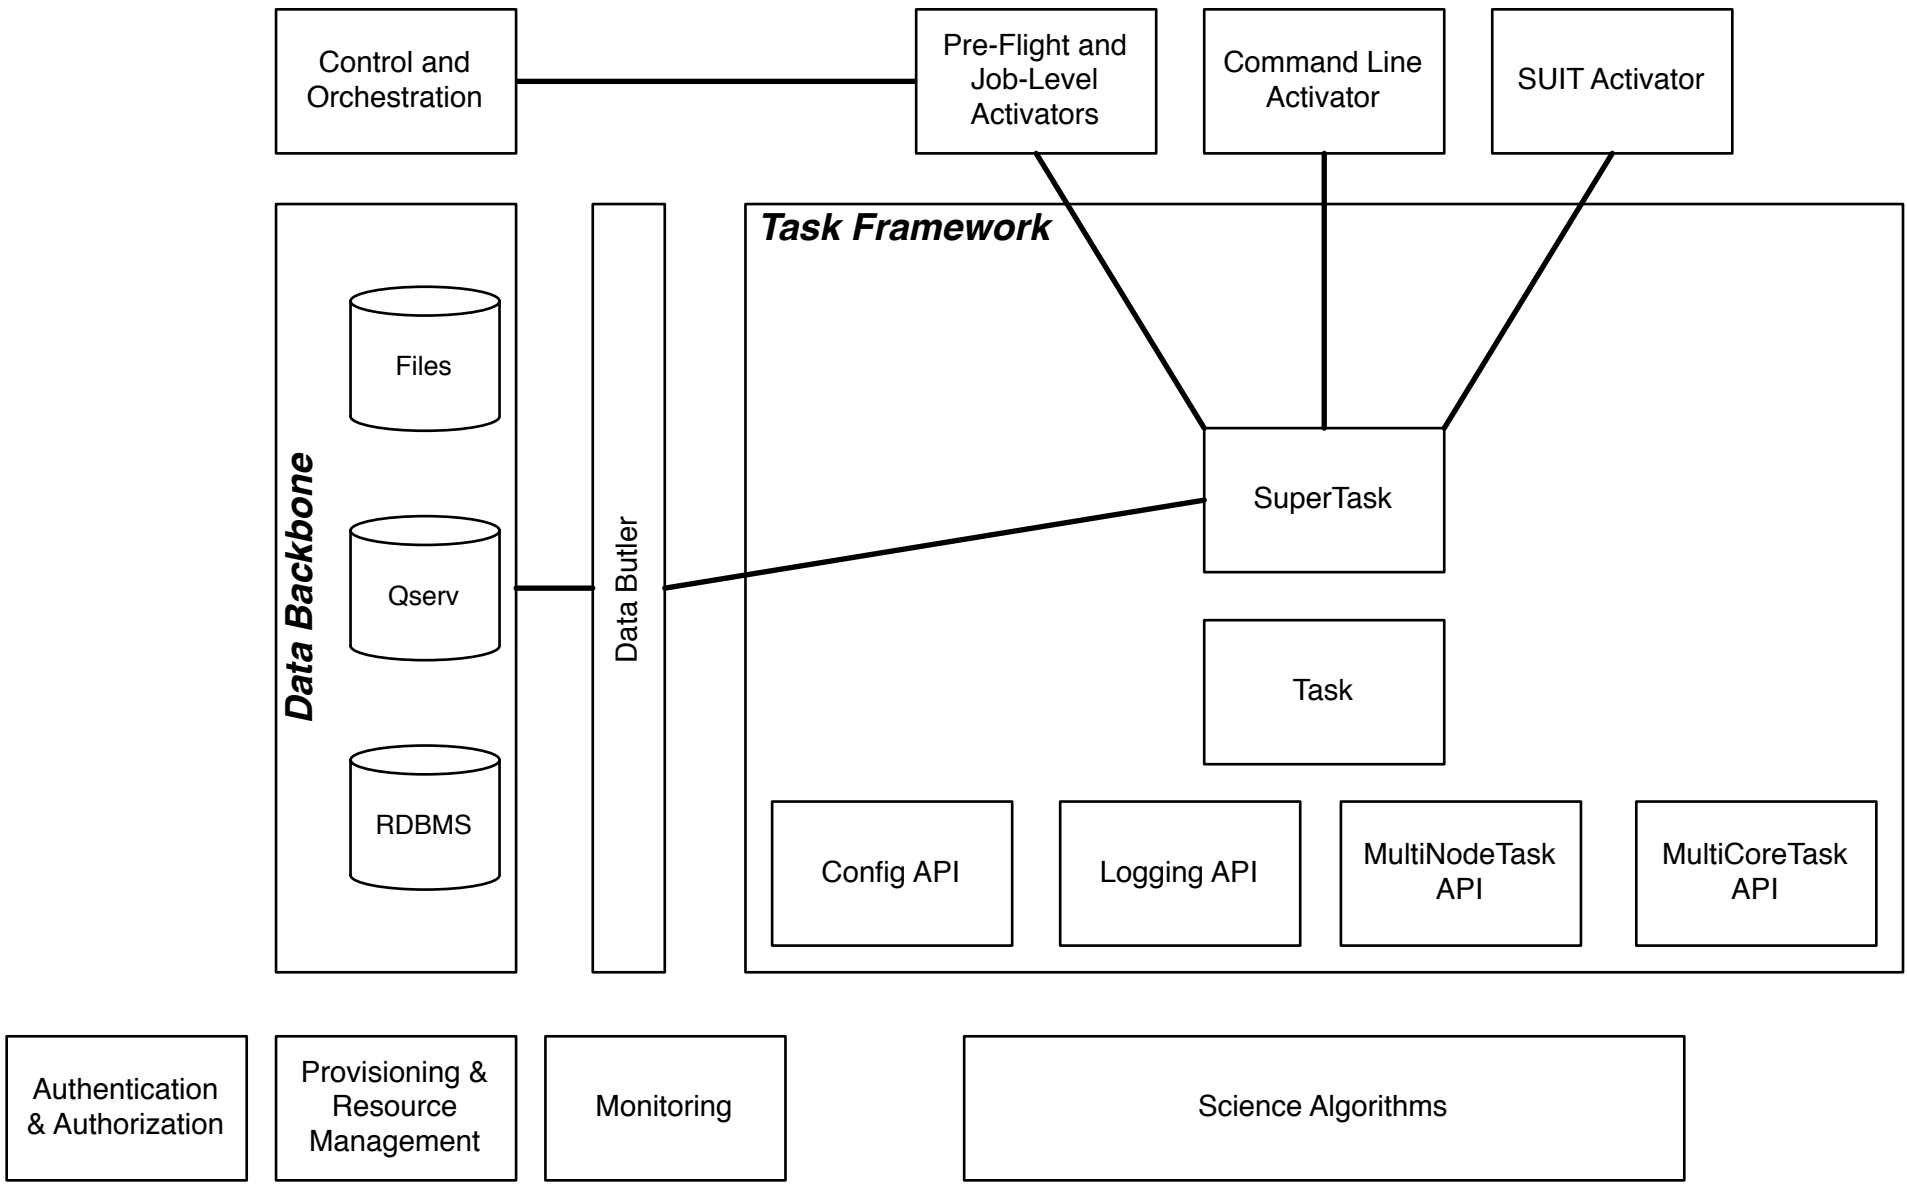 Control and
Orchestration
Pre-Flight and
Job-Level
Activators
Command Line
Activator
SUIT Activator
Data Backbone
Files
Qserv
RDBMS
Data Butler
Task Framework
SuperTask
Task
Config API
Logging API
MultiNodeTask
API
MultiCoreTask
API
Authentication
& Authorization
Provisioning &
Resource
Management
Monitoring
Science Algorithms